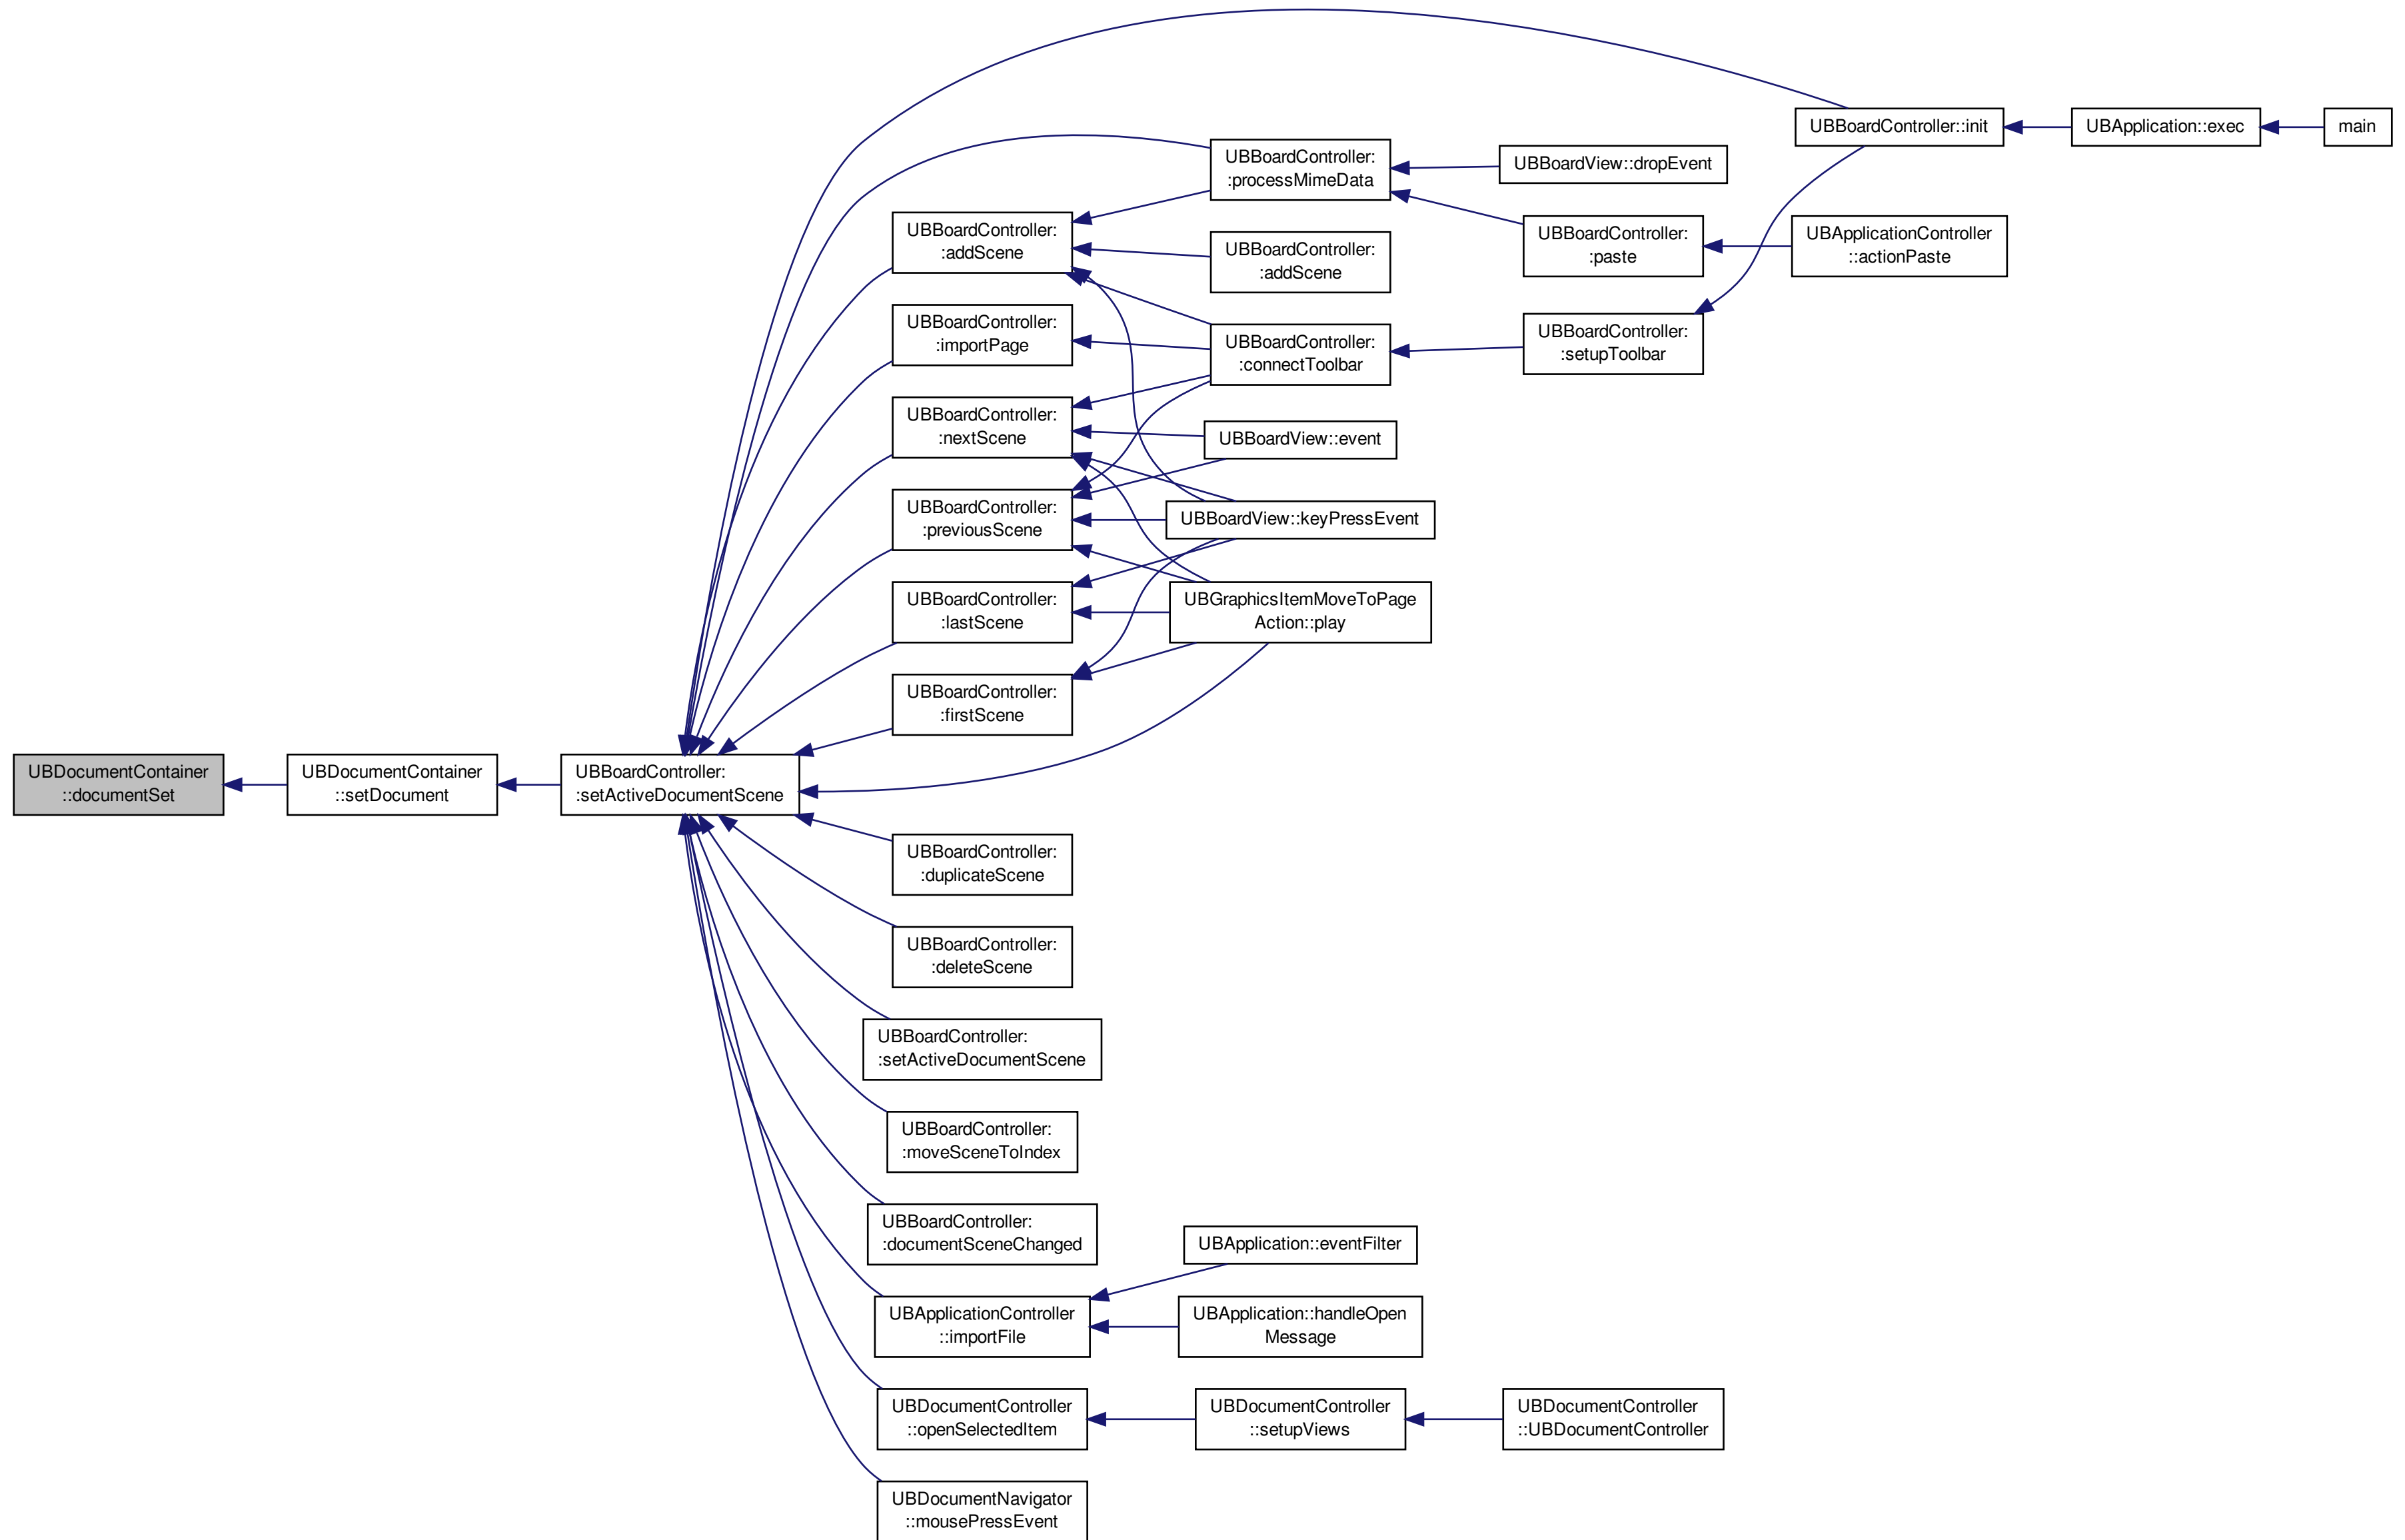 UBDocumentContainer
::documentSet
UBDocumentContainer
::setDocument
UBBoardController:
:setActiveDocumentScene
UBBoardController::init
UBApplication::exec
main
UBBoardController:
:processMimeData
UBBoardView::dropEvent
UBBoardController:
:paste
UBApplicationController
::actionPaste
UBBoardController:
:addScene
UBBoardController:
:addScene
UBBoardController:
:importPage
UBBoardController:
:connectToolbar
UBBoardController:
:setupToolbar
UBBoardController:
:nextScene
UBBoardView::event
UBBoardController:
:previousScene
UBBoardView::keyPressEvent
UBBoardController:
:lastScene
UBGraphicsItemMoveToPage
Action::play
UBBoardController:
:firstScene
UBBoardController:
:duplicateScene
UBBoardController:
:deleteScene
UBBoardController:
:setActiveDocumentScene
UBBoardController:
:moveSceneToIndex
UBBoardController:
:documentSceneChanged
UBApplicationController
::importFile
UBApplication::eventFilter
UBApplication::handleOpen
Message
UBDocumentController
::openSelectedItem
UBDocumentController
::setupViews
UBDocumentController
::UBDocumentController
UBDocumentNavigator
::mousePressEvent